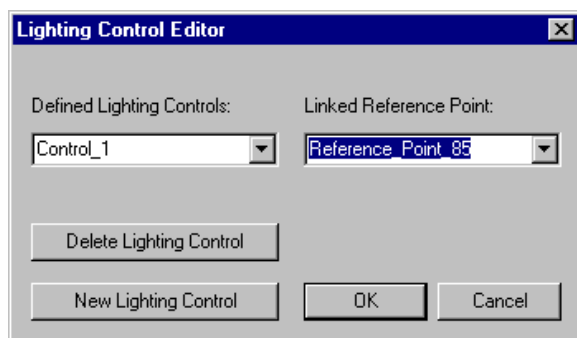 Lighting Control Editor
Defined Lighting Controls:
Linked Reference Point:
Control_1
Reference_Point_85
Delete Lighting Control
New Lighting Control
OK
Cancel